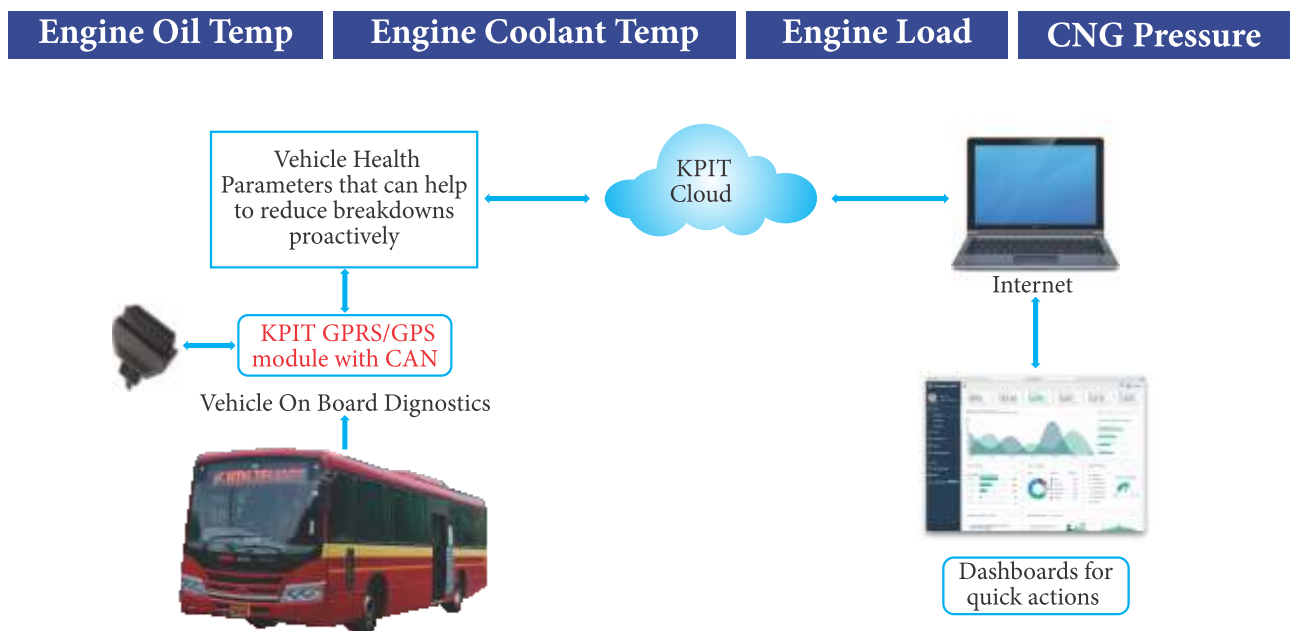 Engine Oil Temp
Engine Coolant Temp
Engine Load
CNG Pressure
Vehicle Health
Parameters that can help
to reduce breakdowns
proactively
KPIT
Cloud
Internet
KPIT GPRS/GPS
module with CAN
Vehicle On Board Dignostics
Dashboards for
quick actions